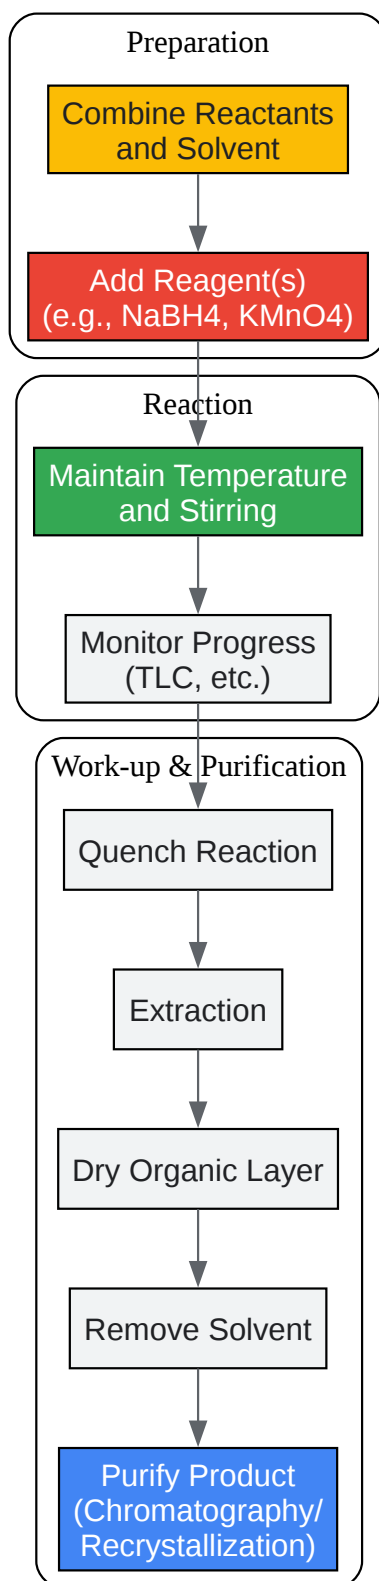 Preparation
Combine Reactants
and Solvent
Add Reagent(s)
(e.g., NaBH4, KMnO4)
Reaction
Maintain Temperature
and Stirring
Monitor Progress
(TLC, etc.)
Work-up & Purification
Quench Reaction
Extraction
Dry Organic Layer
Remove Solvent
Purify Product
(Chromatography/
Recrystallization)